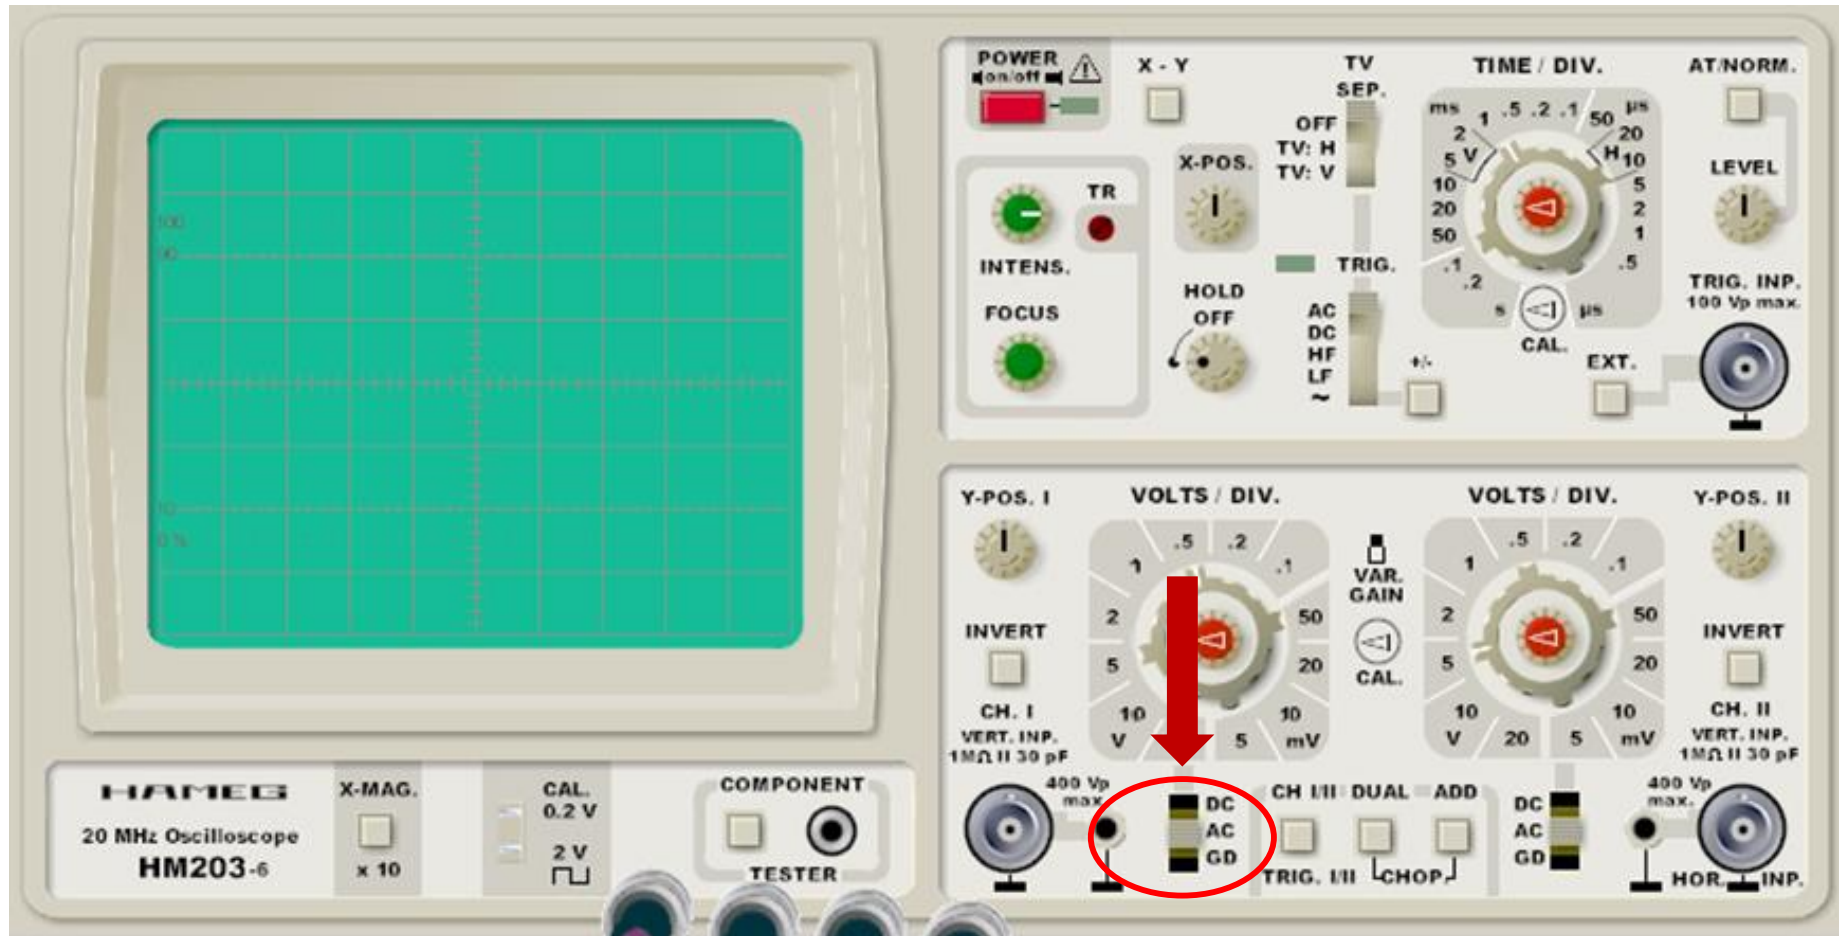 POWER
on/off
X - Y
TV
SEP.
OFF
TV: H
TV: V
TIME / DIV.
AT/NORM.
ms
1
.5 .2 .1
50
µs
2
20
5
V
H
10
10
5
20
2
50
1
.1
.5
.2
s
µs
CAL.
X-POS.
TR
INTENS.
FOCUS
HOLD
OFF
TRIG.
AC
DC
HF
LF
~
+/-
LEVEL
TRIG. INP.
100 Vp max.
EXT.
100
90
10
0 %
Y-POS. I
VOLTS / DIV.
VOLTS / DIV.
Y-POS. II
.5 .2
1
.1
2
50
5
20
10
10
V
5
mV
VAR.
GAIN
CAL.
.5 .2
1
.1
2
50
5
20
10
10
V
20
5
mV
INVERT
INVERT
CH. I
VERT. INP.
1MΩ II 30 pF
CH. II
VERT. INP.
1MΩ II 30 pF
400 Vp
max.
DC
AC
GD
CH I/II DUAL ADD
TRIG. I/II CHOP.
DC
AC
GD
400 Vp
max.
HOR. INP.
HAMEG
20 MHz Oscilloscope
HM203-6
X-MAG.
x 10
CAL.
0.2 V
2 V
COMPONENT
TESTER